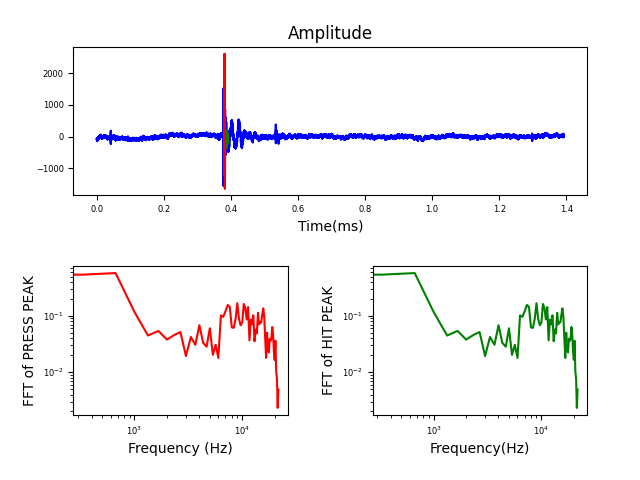 Amplitude
2000
1000
0
−1000
0.0 0.2 0.4 0.6 0.8 1.0 1.2 1.4
Time(ms)
FFT of PRESS PEAK
10⁻¹
10⁻²
10³ 10⁴
Frequency (Hz)
FFT of HIT PEAK
10⁻¹
10⁻²
10³ 10⁴
Frequency(Hz)